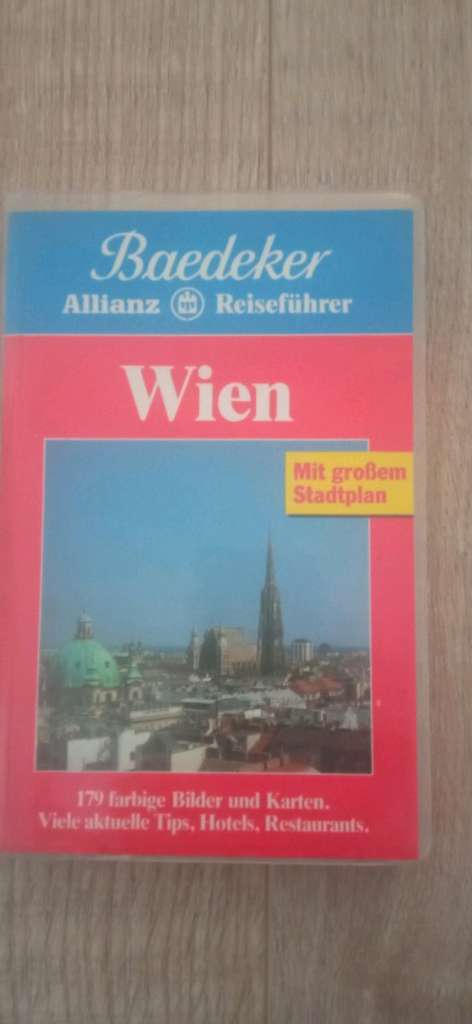 Baedeker
Allianz Reiseführer
Wien
Mit großem
Stadtplan
179 farbige Bilder und Karten.
Viele aktuelle Tips, Hotels, Restaurants.